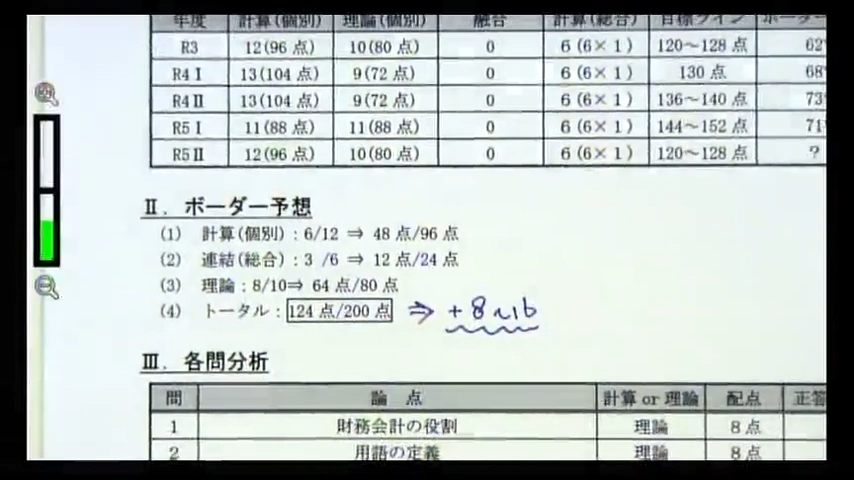 年度 計算(個別) 理論(個別) 融合 計算(総合) 目標ライン ボーダー
R3 12(96点) 10(80点) 0 6(6×1) 120～128点 62
R4Ⅰ 13(104点) 9(72点) 0 6(6×1) 130点 68
R4Ⅱ 13(104点) 9(72点) 0 6(6×1) 136～140点 73
R5Ⅰ 11(88点) 11(88点) 0 6(6×1) 144～152点 71
R5Ⅱ 12(96点) 10(80点) 0 6(6×1) 120～128点 ?
Ⅱ. ボーダー予想
(1) 計算(個別)：6/12 ⇒ 48点/96点
(2) 連結(総合)：3/6 ⇒ 12点/24点
(3) 理論：8/10⇒ 64点/80点
(4) トータル：124点/200点 ⇒ +8~16
Ⅲ. 各問分析
問 論点 計算 or 理論 配点 正答
1 財務会計の役割 理論 8点
2 用語の定義 理論 8点